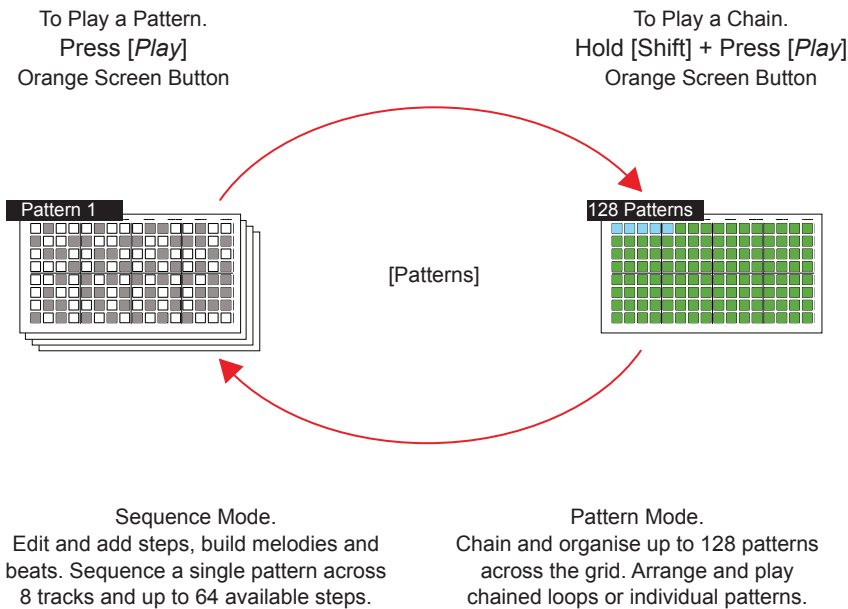 To Play a Pattern.
Press [Play]
Orange Screen Button
To Play a Chain.
Hold [Shift] + Press [Play]
Orange Screen Button
Pattern 1
128 Patterns
[Patterns]
Sequence Mode.
Edit and add steps, build melodies and
beats. Sequence a single pattern across
8 tracks and up to 64 available steps.
Pattern Mode.
Chain and organise up to 128 patterns
across the grid. Arrange and play
chained loops or individual patterns.